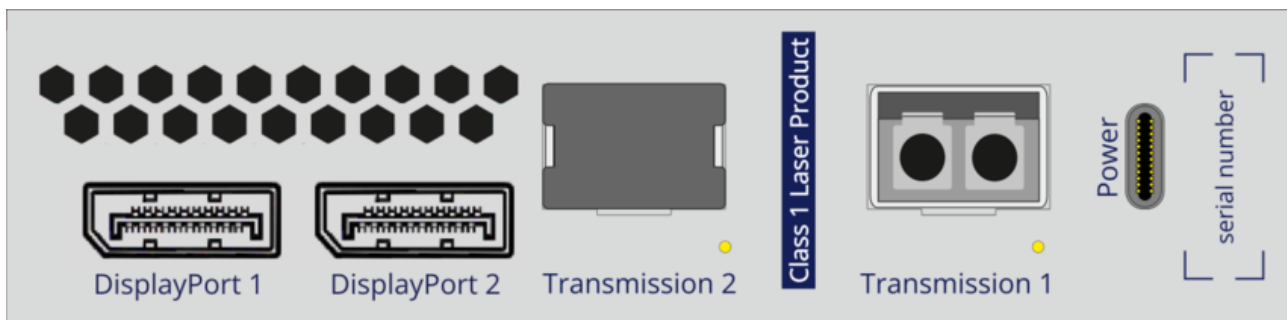 DisplayPort 1
DisplayPort 2
Transmission 2
Class 1 Laser Product
Transmission 1
Power
serial number